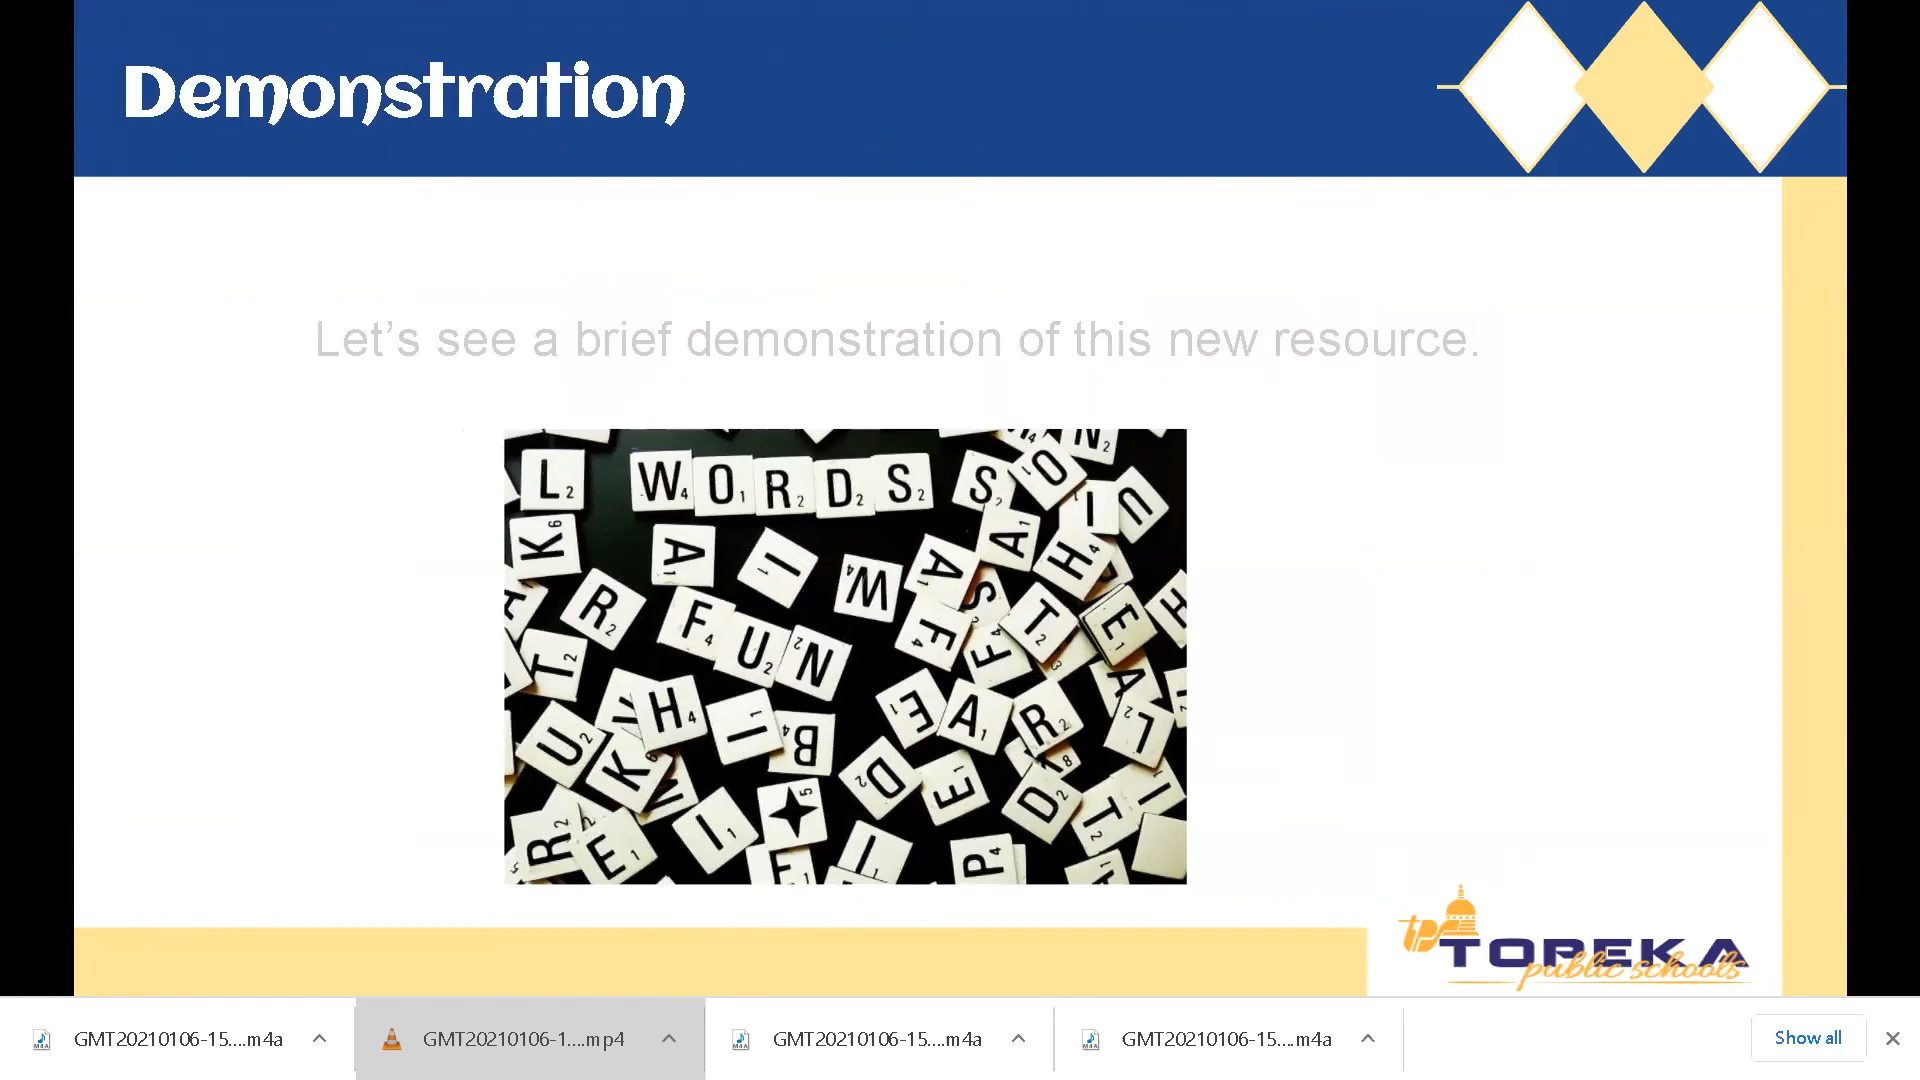 Demonstration
Let's see a brief demonstration of this new resource.
L WORDS
FUN
tps TOPEKA
public schools
GMT20210106-15....m4a
GMT20210106-1....mp4
GMT20210106-15....m4a
GMT20210106-15....m4a
Show all